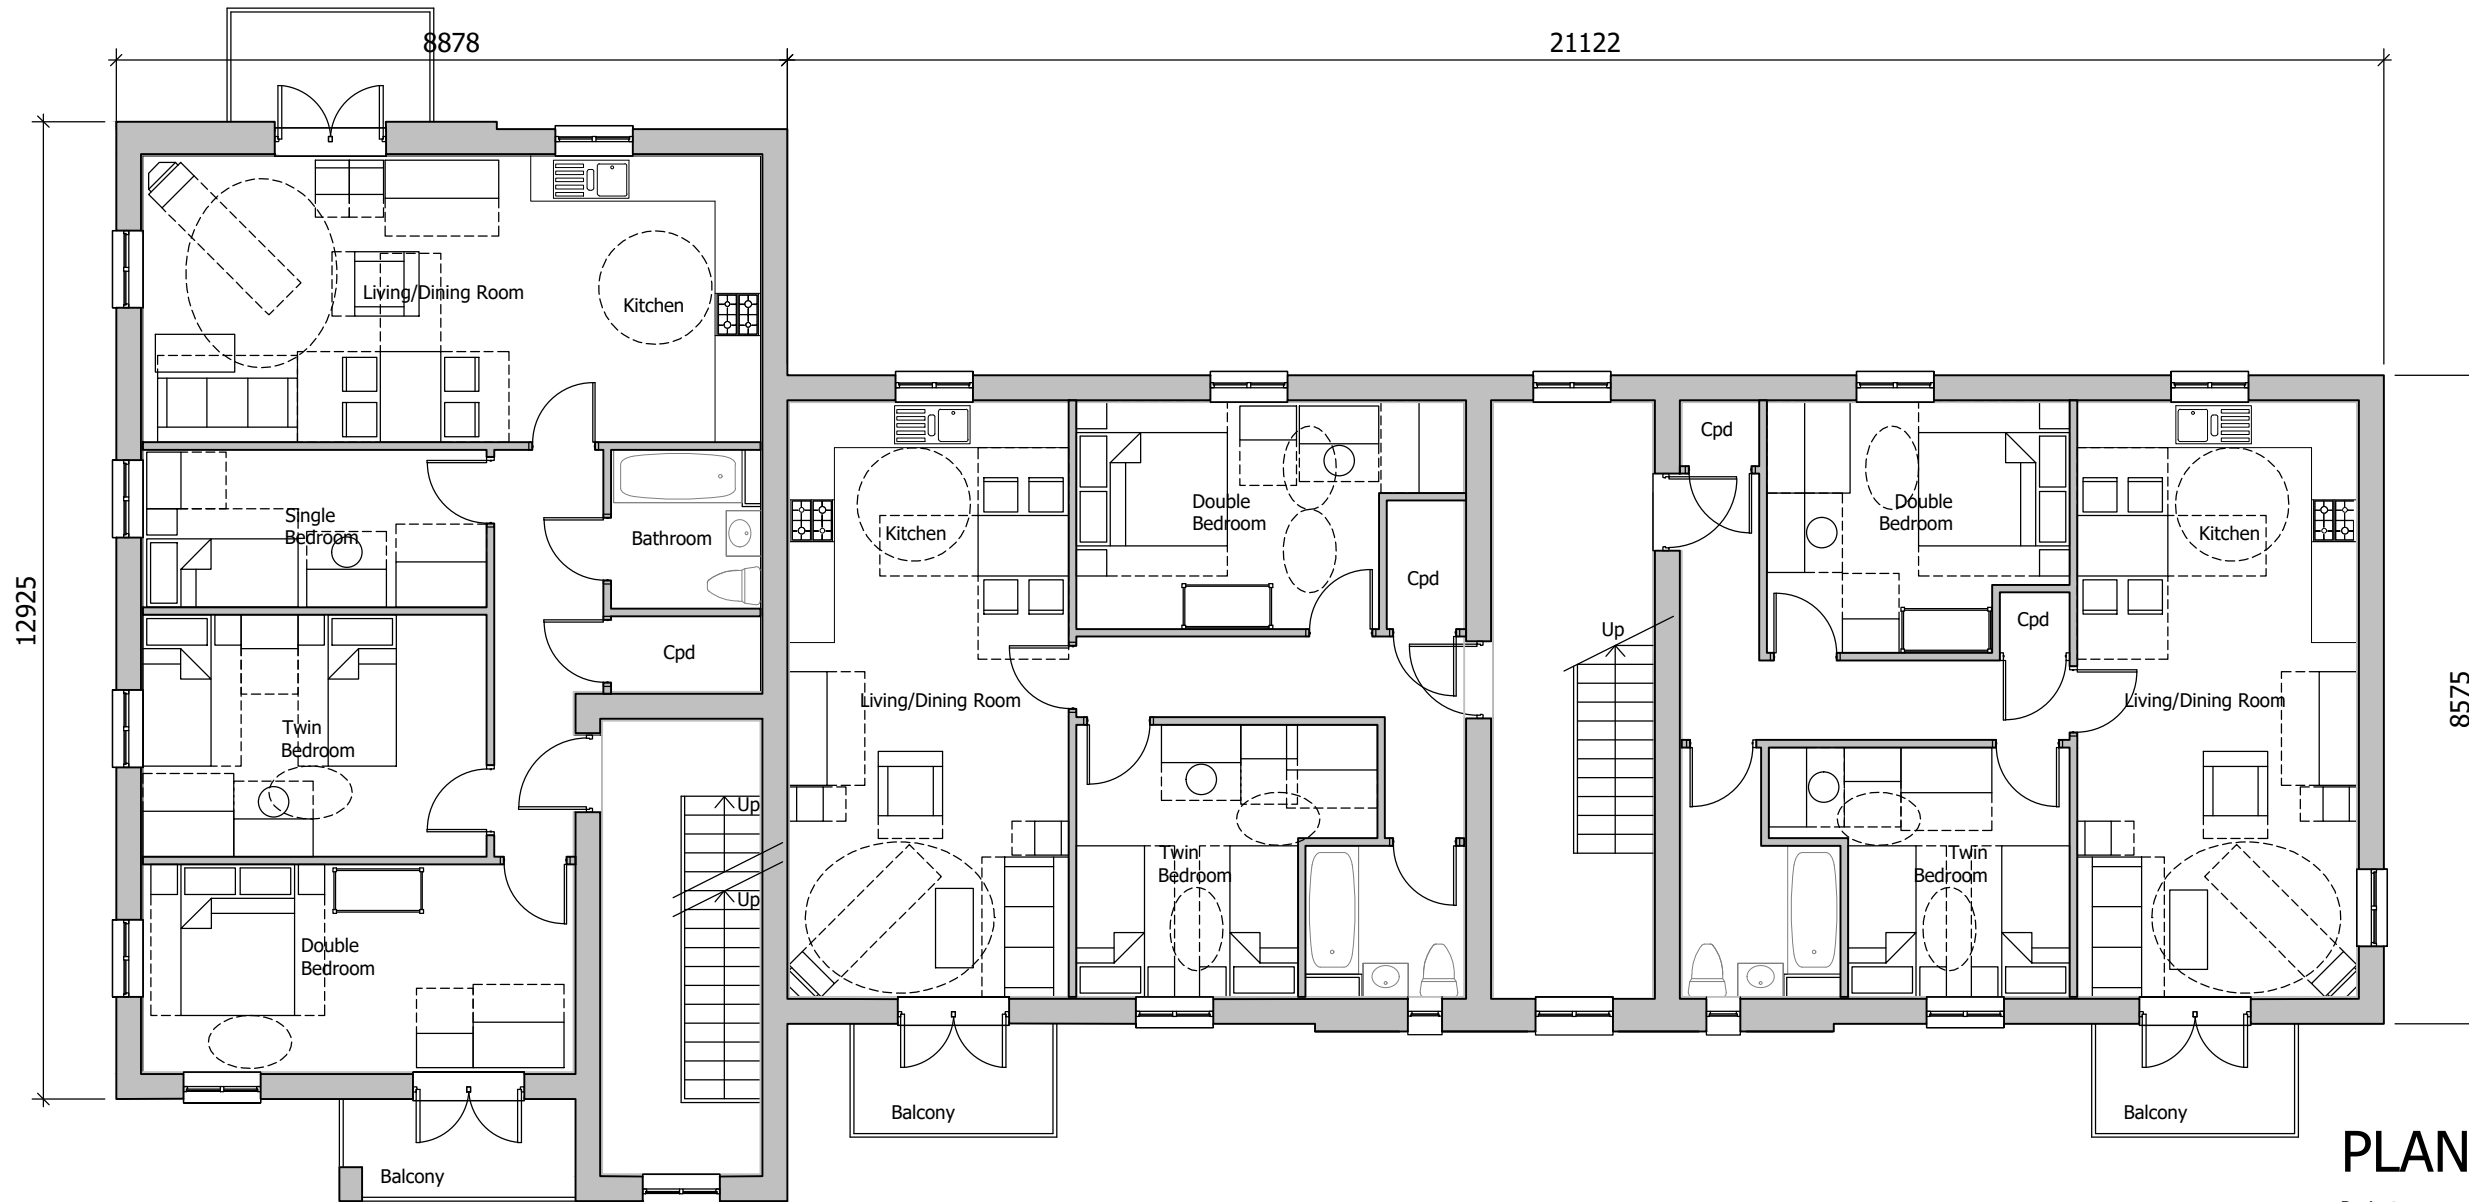 8878
21122
12925
8575
Living/Dining Room
Kitchen
Single
Bedroom
Bathroom
Cpd
Twin
Bedroom
Up
Up
Double
Bedroom
Balcony
Kitchen
Living/Dining Room
Double
Bedroom
Cpd
Twin
Bedroom
Balcony
Up
Cpd
Double
Bedroom
Cpd
Kitchen
Living/Dining Room
Twin
Bedroom
Balcony
PLAN